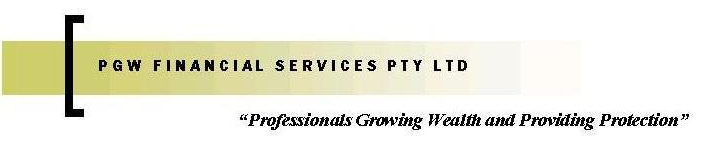 PGW FINANCIAL SERVICES PTY LTD
“Professionals Growing Wealth and Providing Protection”